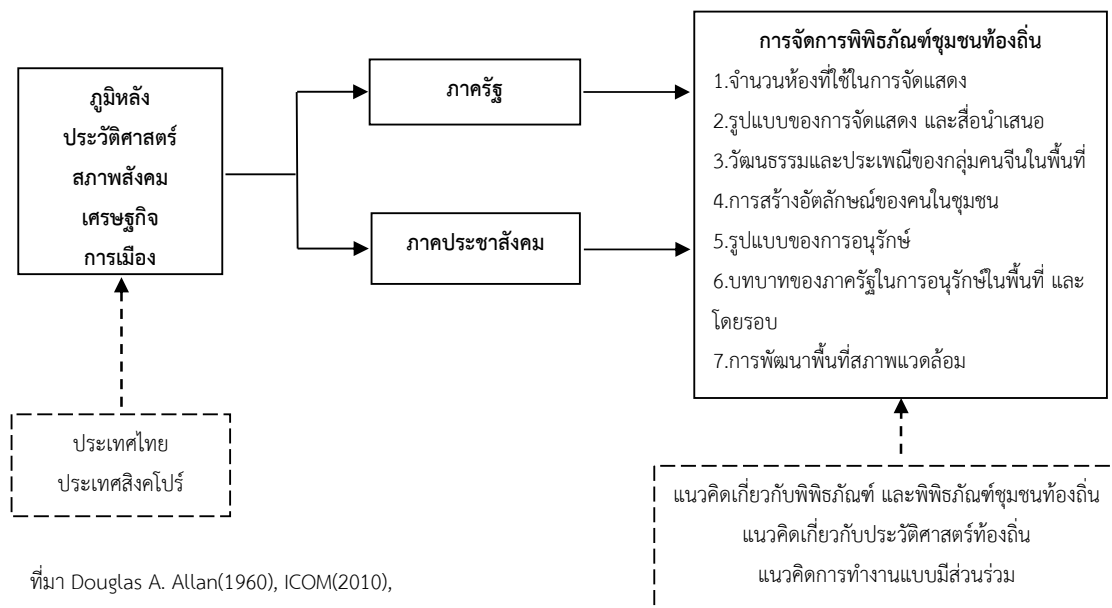 ภูมิหลัง
ประวัติศาสตร์
สภาพสังคม
เศรษฐกิจ
การเมือง
ภาครัฐ
ภาคประชาสังคม
การจัดการพิพิธภัณฑ์ชุมชนท้องถิ่น
1.จำนวนห้องที่ใช้ในการจัดแสดง
2.รูปแบบของการจัดแสดง และสื่อนำเสนอ
3.วัฒนธรรมและประเพณีของกลุ่มคนจีนในพื้นที่
4.การสร้างอัตลักษณ์ของคนในชุมชน
5.รูปแบบของการอนุรักษ์
6.บทบาทของภาครัฐในการอนุรักษ์ในพื้นที่ และ
โดยรอบ
7.การพัฒนาพื้นที่สภาพแวดล้อม
ประเทศไทย
ประเทศสิงคโปร์
แนวคิดเกี่ยวกับพิพิธภัณฑ์ และพิพิธภัณฑ์ชุมชนท้องถิ่น
แนวคิดเกี่ยวกับประวัติศาสตร์ท้องถิ่น
แนวคิดการทำงานแบบมีส่วนร่วม
ที่มา Douglas A. Allan(1960), ICOM(2010),